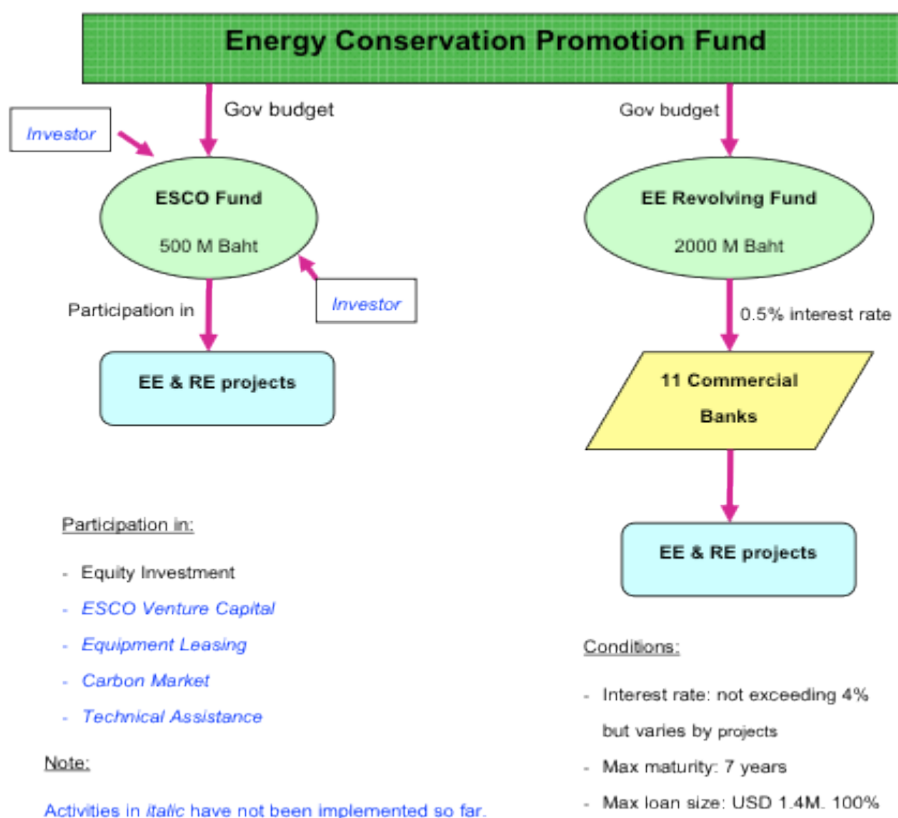 Energy Conservation Promotion Fund
Gov budget
Investor
ESCO Fund
500 M Baht
Investor
Participation in
EE & RE projects
Gov budget
EE Revolving Fund
2000 M Baht
0.5% interest rate
11 Commercial
Banks
EE & RE projects
Participation in:
- Equity Investment
- ESCO Venture Capital
- Equipment Leasing
- Carbon Market
- Technical Assistance
Note:
Activities in italic have not been implemented so far.
Conditions:
- Interest rate: not exceeding 4%
but varies by projects
- Max maturity: 7 years
- Max loan size: USD 1.4M. 100%